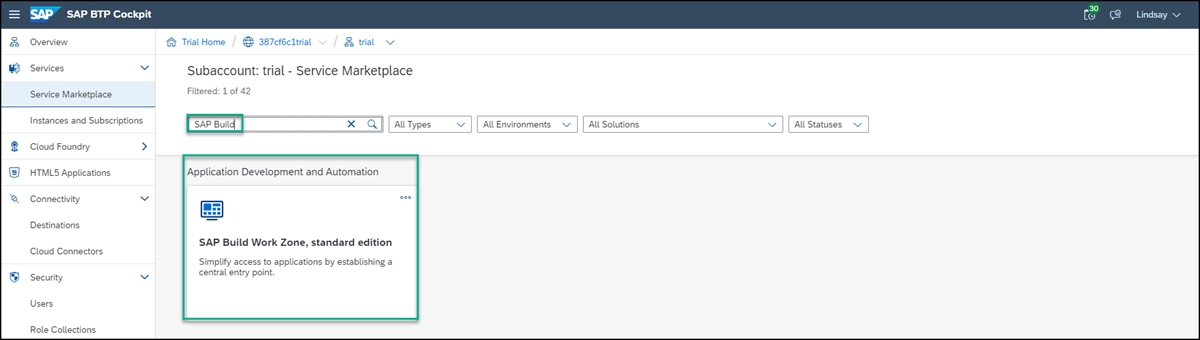 SAP SAP BTP Cockpit
30
Lindsay
Overview
Services
Service Marketplace
Instances and Subscriptions
Cloud Foundry
HTML5 Applications
Connectivity
Destinations
Cloud Connectors
Security
Users
Role Collections
Trial Home / 387cf6c1trial / trial
Subaccount: trial - Service Marketplace
Filtered: 1 of 42
SAP Build
All Types
All Environments
All Solutions
All Statuses
Application Development and Automation
SAP Build Work Zone, standard edition
Simplify access to applications by establishing a
central entry point.